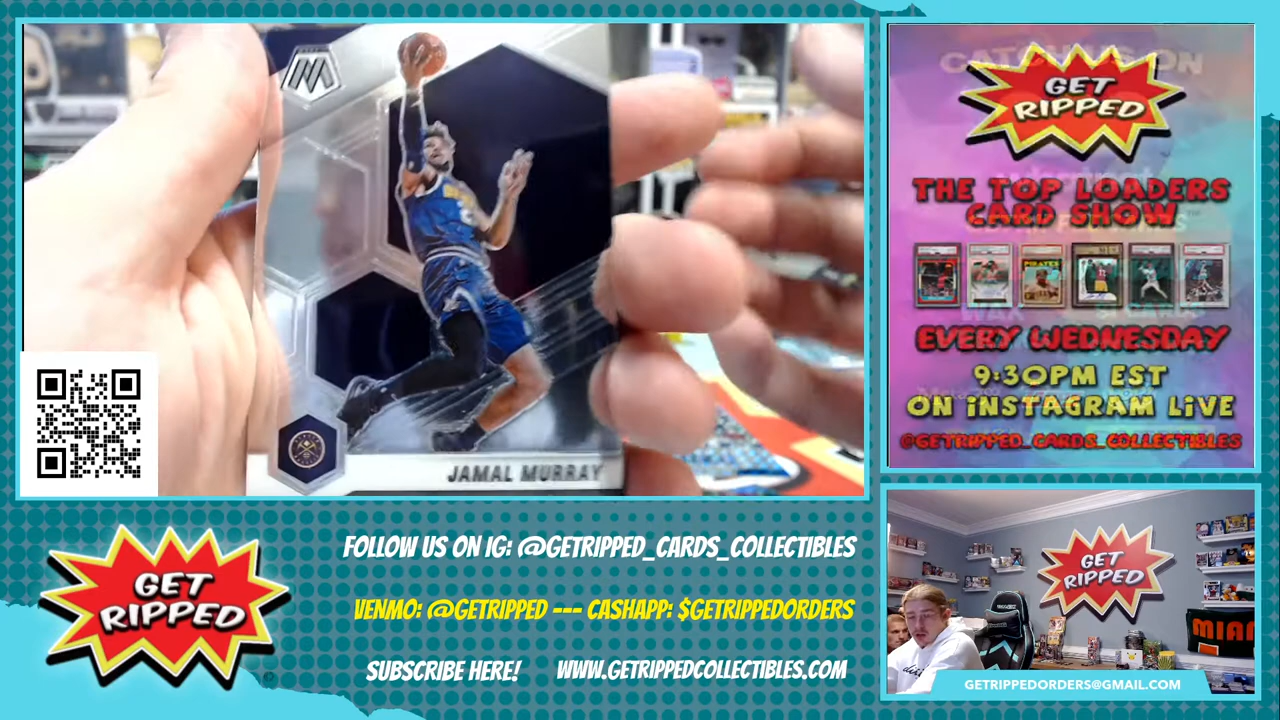 JAMAL MURRAY
GET
RIPPED
THE TOP LOADERS
CARD SHOW
PIRATES
EVERY WEDNESDAY
9:30PM EST
ON INSTAGRAM LIVE
@GETRIPPED_CARDS_COLLECTIBLES
GET
RIPPED
FOLLOW US ON IG: @GETRIPPED_CARDS_COLLECTIBLES
VENMO: @GETRIPPED --- CASHAPP: $GETRIPPEDORDERS
SUBSCRIBE HERE!
WWW.GETRIPPEDCOLLECTIBLES.COM
GET
RIPPED
MIAM
GETRIPPEDORDERS@GMAIL.COM